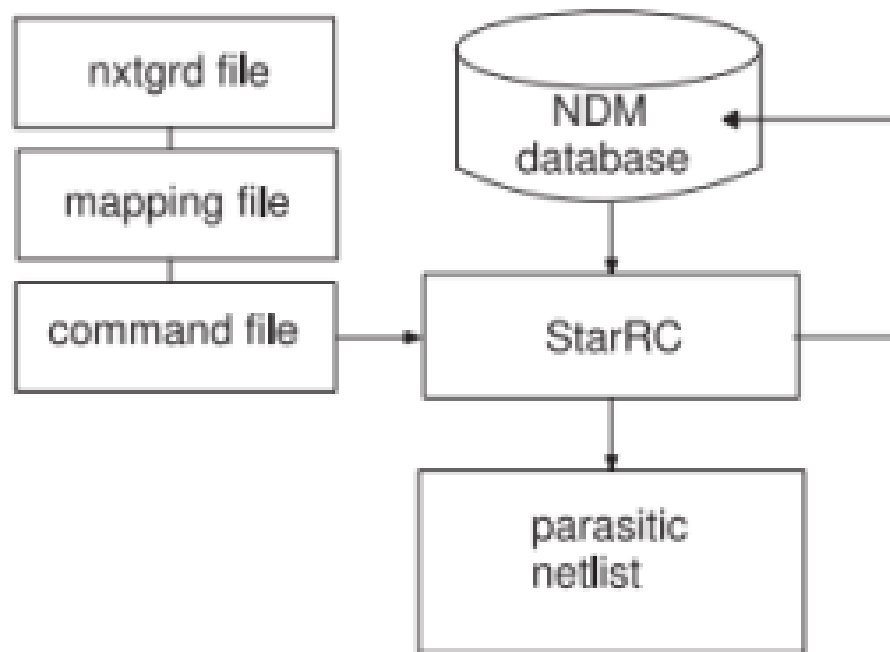 nxtgrd file
mapping file
command file
NDM
database
StarRC
parasitic
netlist